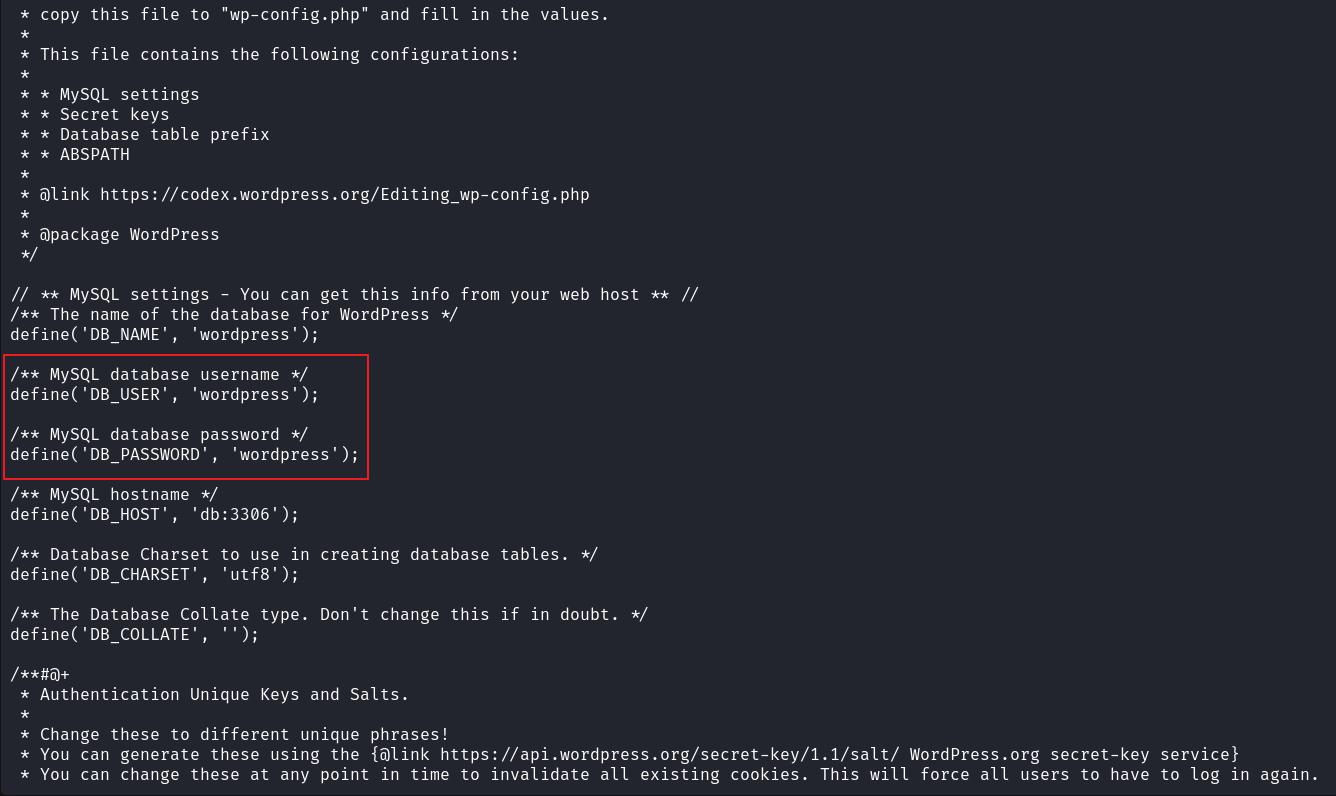 * copy this file to "wp-config.php" and fill in the values.
*
* This file contains the following configurations:
*
* * MySQL settings
* * Secret keys
* * Database table prefix
* * ABSPATH
*
* @link https://codex.wordpress.org/Editing_wp-config.php
*
* @package WordPress
*/
// ** MySQL settings - You can get this info from your web host ** //
/** The name of the database for WordPress */
define('DB_NAME', 'wordpress');
/** MySQL database username */
define('DB_USER', 'wordpress');
/** MySQL database password */
define('DB_PASSWORD', 'wordpress');
/** MySQL hostname */
define('DB_HOST', 'db:3306');
/** Database Charset to use in creating database tables. */
define('DB_CHARSET', 'utf8');
/** The Database Collate type. Don't change this if in doubt. */
define('DB_COLLATE', '');
/**#@+
* Authentication Unique Keys and Salts.
*
* Change these to different unique phrases!
* You can generate these using the {@link https://api.wordpress.org/secret-key/1.1/salt/ WordPress.org secret-key service}
* You can change these at any point in time to invalidate all existing cookies. This will force all users to have to log in again.